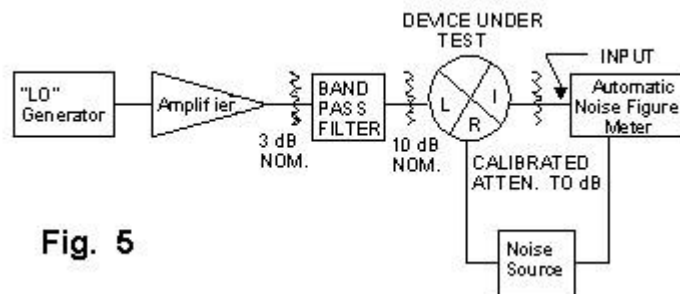 DEVICE UNDER
TEST
INPUT
"LO"
Generator
Amplifier
BAND
PASS
FILTER
L
I
R
Automatic
Noise Figure
Meter
3 dB
NOM.
10 dB
NOM.
CALIBRATED
ATTEN. TO dB
Noise
Source
Fig. 5